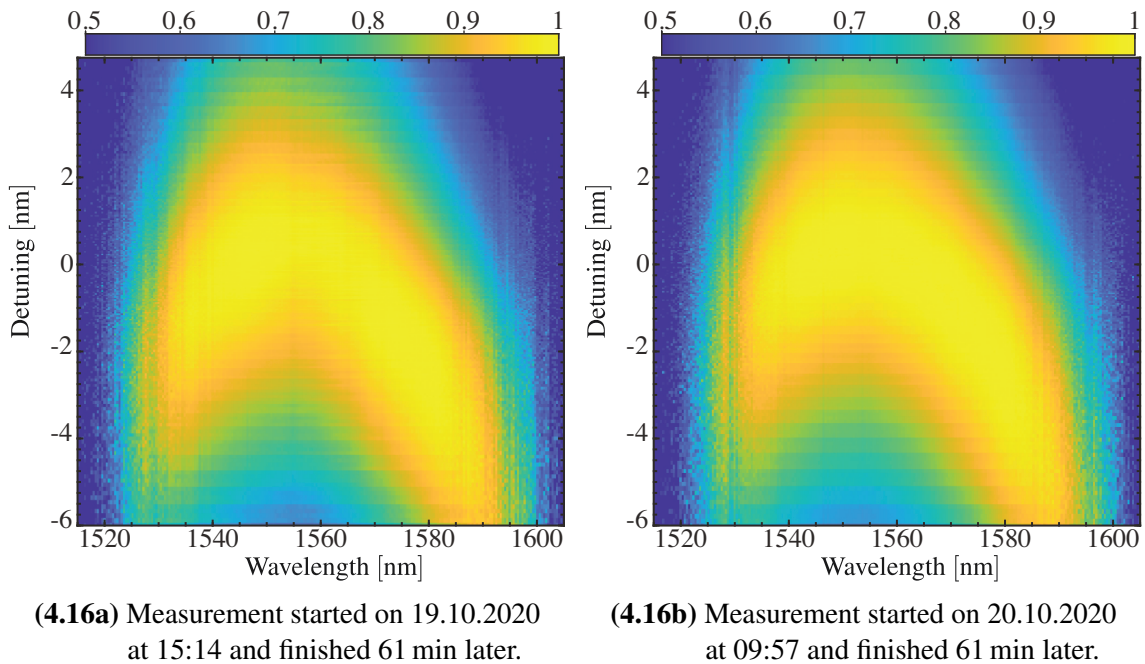 0.5 0.6 0.7 0.8 0.9 1
4
2
0
-2
-4
-6
Detuning [nm]
1520 1540 1560 1580 1600
Wavelength [nm]
(4.16a) Measurement started on 19.10.2020
at 15:14 and finished 61 min later.
0.5 0.6 0.7 0.8 0.9 1
4
2
0
-2
-4
-6
Detuning [nm]
1520 1540 1560 1580 1600
Wavelength [nm]
(4.16b) Measurement started on 20.10.2020
at 09:57 and finished 61 min later.